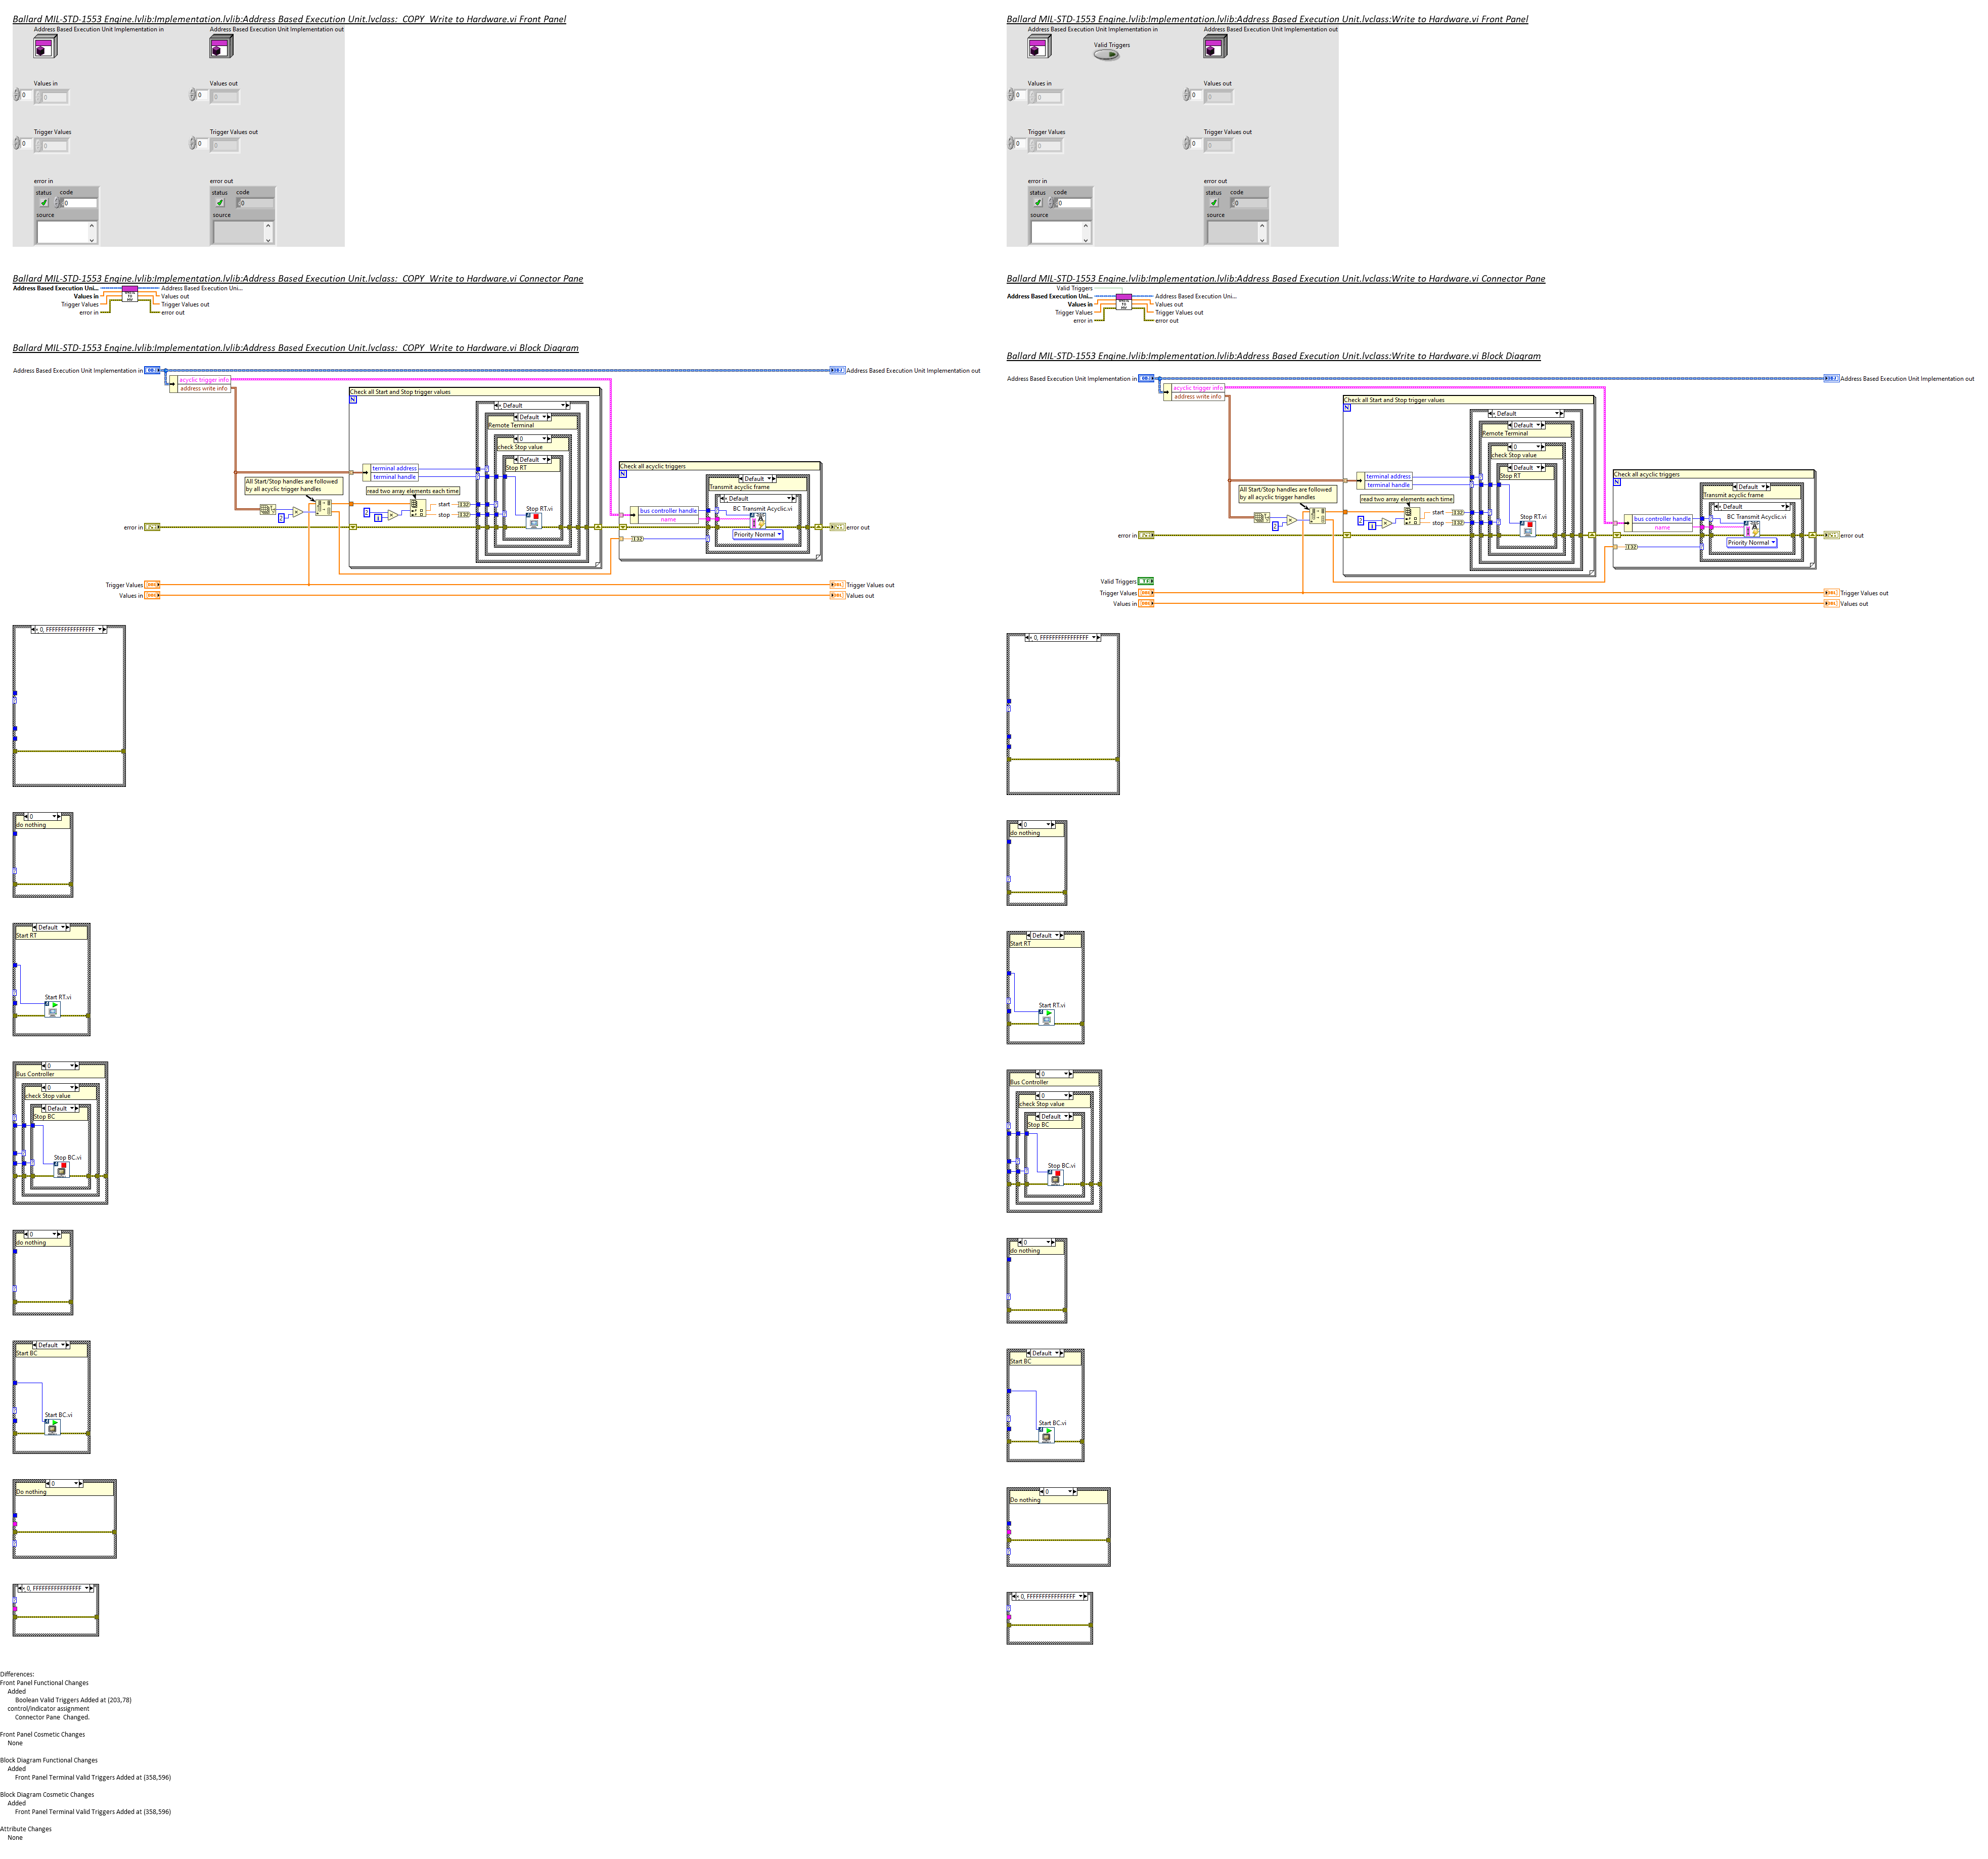 Ballard MIL-STD-1553 Engine.lvlib:Implementation.lvlib:Address Based Execution Unit.lvclass:_COPY_Write to Hardware.vi Front Panel
Address Based Execution Unit Implementation in
Address Based Execution Unit Implementation out
Values in
0
0
Values out
0
0
Trigger Values
0
0
Trigger Values out
0
0
error in
status code
0
source
error out
status code
0
source
Ballard MIL-STD-1553 Engine.lvlib:Implementation.lvlib:Address Based Execution Unit.lvclass:_COPY_Write to Hardware.vi Connector Pane
Address Based Execution Uni...
Values in
Trigger Values
error in
Address Based Execution Uni...
Values out
Trigger Values out
error out
Ballard MIL-STD-1553 Engine.lvlib:Implementation.lvlib:Address Based Execution Unit.lvclass:_COPY_Write to Hardware.vi Block Diagram
Address Based Execution Unit Implementation in
Address Based Execution Unit Implementation out
acyclic trigger info
address write info
Check all Start and Stop trigger values
N
Default
Default
Remote Terminal
0
check Stop value
Default
Stop RT
terminal address
terminal handle
All Start/Stop handles are followed
by all acyclic trigger handles
read two array elements each time
2
2
i
start
stop
I32
I32
Stop RT.vi
Check all acyclic triggers
N
Default
Transmit acyclic frame
Default
bus controller handle
name
BC Transmit Acyclic.vi
Priority Normal
I32
error in
error out
Trigger Values
Trigger Values out
Values in
Values out
0, FFFFFFFFFFFFFFFF
0
do nothing
Default
Start RT
Start RT.vi
0
Bus Controller
0
check Stop value
Default
Stop BC
Stop BC.vi
0
do nothing
Default
Start BC
Start BC.vi
0
Do nothing
0, FFFFFFFFFFFFFFFF
Differences:
Front Panel Functional Changes
Added
Boolean Valid Triggers Added at (203,78)
control/indicator assignment
Connector Pane  Changed.
Front Panel Cosmetic Changes
None
Block Diagram Functional Changes
Added
Front Panel Terminal Valid Triggers Added at (358,596)
Block Diagram Cosmetic Changes
Added
Front Panel Terminal Valid Triggers Added at (358,596)
Attribute Changes
None
Ballard MIL-STD-1553 Engine.lvlib:Implementation.lvlib:Address Based Execution Unit.lvclass:Write to Hardware.vi Front Panel
Address Based Execution Unit Implementation in
Address Based Execution Unit Implementation out
Valid Triggers
Values in
0
0
Values out
0
0
Trigger Values
0
0
Trigger Values out
0
0
error in
status code
0
source
error out
status code
0
source
Ballard MIL-STD-1553 Engine.lvlib:Implementation.lvlib:Address Based Execution Unit.lvclass:Write to Hardware.vi Connector Pane
Valid Triggers
Address Based Execution Uni...
Values in
Trigger Values
error in
Address Based Execution Uni...
Values out
Trigger Values out
error out
Ballard MIL-STD-1553 Engine.lvlib:Implementation.lvlib:Address Based Execution Unit.lvclass:Write to Hardware.vi Block Diagram
Address Based Execution Unit Implementation in
Address Based Execution Unit Implementation out
acyclic trigger info
address write info
Check all Start and Stop trigger values
N
Default
Default
Remote Terminal
0
check Stop value
Default
Stop RT
terminal address
terminal handle
All Start/Stop handles are followed
by all acyclic trigger handles
read two array elements each time
2
2
i
start
stop
I32
I32
Stop RT.vi
Check all acyclic triggers
N
Default
Transmit acyclic frame
Default
bus controller handle
name
BC Transmit Acyclic.vi
Priority Normal
I32
error in
error out
Valid Triggers
Trigger Values
Trigger Values out
Values in
Values out
0, FFFFFFFFFFFFFFFF
0
do nothing
Default
Start RT
Start RT.vi
0
Bus Controller
0
check Stop value
Default
Stop BC
Stop BC.vi
0
do nothing
Default
Start BC
Start BC.vi
0
Do nothing
0, FFFFFFFFFFFFFFFF